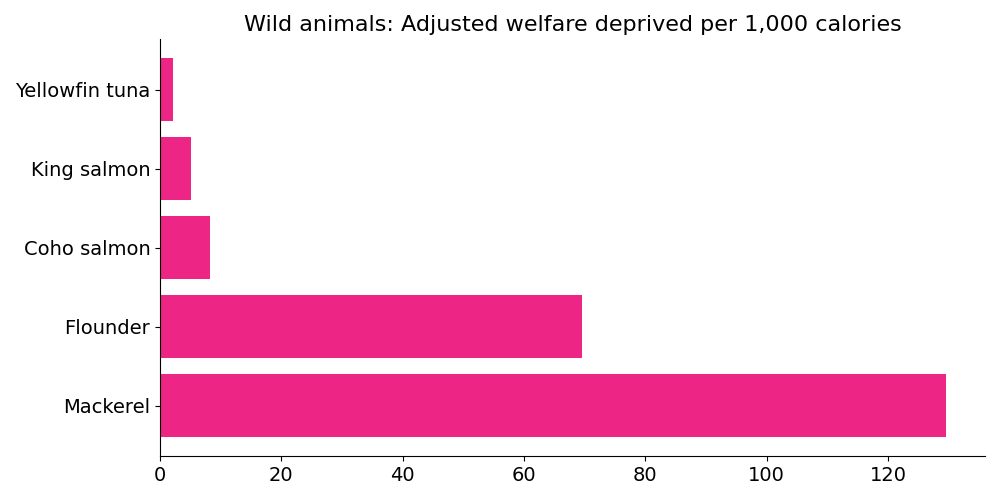 Wild animals: Adjusted welfare deprived per 1,000 calories
Yellowfin tuna
King salmon
Coho salmon
Flounder
Mackerel
0 20 40 60 80 100 120